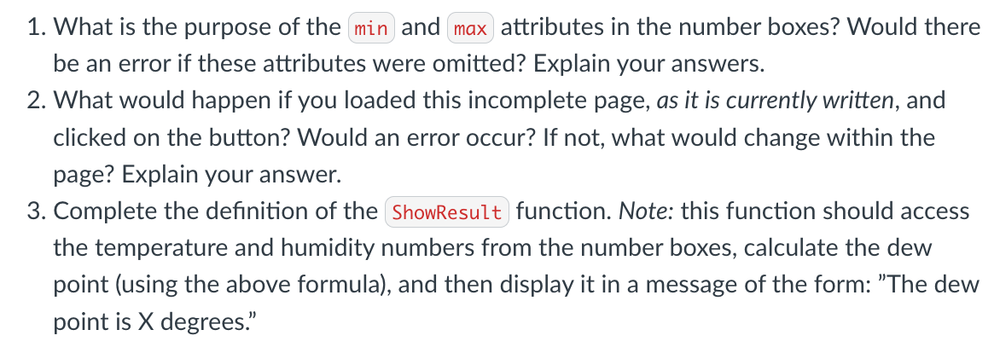 1. What is the purpose of the min and max attributes in the number boxes? Would there
be an error if these attributes were omitted? Explain your answers.
2. What would happen if you loaded this incomplete page, as it is currently written, and
clicked on the button? Would an error occur? If not, what would change within the
page? Explain your answer.
3. Complete the definition of the ShowResult function. Note: this function should access
the temperature and humidity numbers from the number boxes, calculate the dew
point (using the above formula), and then display it in a message of the form: ”The dew
point is X degrees.”